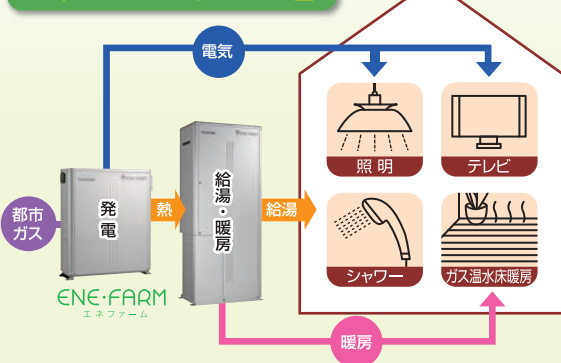 電気
照明
テレビ
都市
ガス
発電
熱
給湯・暖房
給湯
シャワー
ガス温水床暖房
ENE・FARM
エネファーム
暖房